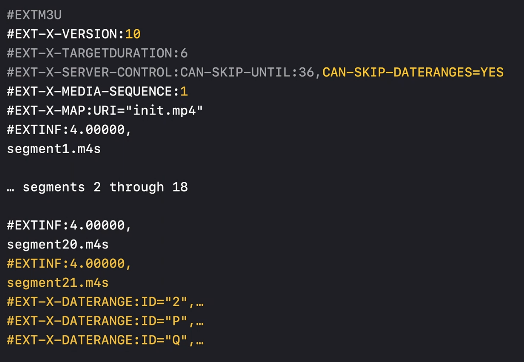 #EXTM3U
#EXT-X-VERSION:10
#EXT-X-TARGETDURATION:6
#EXT-X-SERVER-CONTROL:CAN-SKIP-UNTIL:36,CAN-SKIP-DATERANGES=YES
#EXT-X-MEDIA-SEQUENCE:1
#EXT-X-MAP:URI="init.mp4"
#EXTINF:4.00000,
segment1.m4s
… segments 2 through 18
#EXTINF:4.00000,
segment20.m4s
#EXTINF:4.00000,
segment21.m4s
#EXT-X-DATERANGE:ID="2",…
#EXT-X-DATERANGE:ID="P",…
#EXT-X-DATERANGE:ID="Q",…